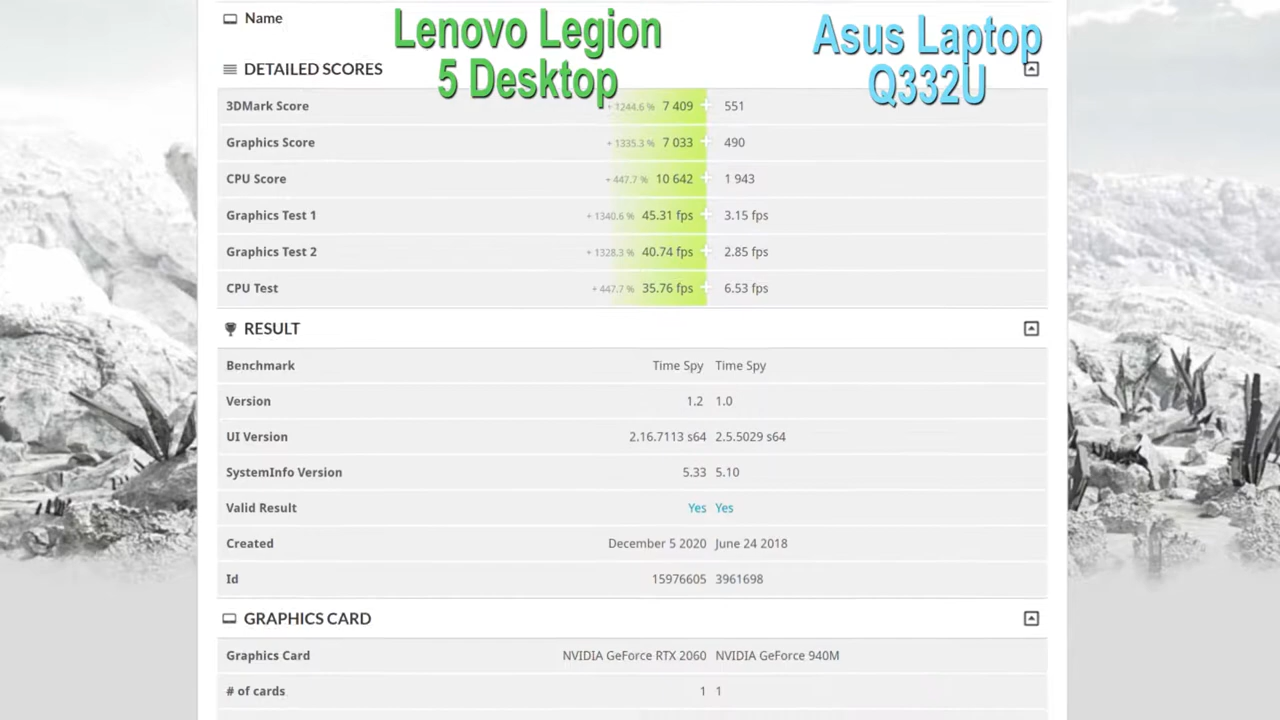 Name
Lenovo Legion
5 Desktop
Asus Laptop
Q332U
DETAILED SCORES
3DMark Score + 1244.6 % 7 409 551
Graphics Score + 1335.3 % 7 033 490
CPU Score + 447.7 % 10 642 1 943
Graphics Test 1 + 1340.6 % 45.31 fps 3.15 fps
Graphics Test 2 + 1328.3 % 40.74 fps 2.85 fps
CPU Test + 447.7 % 35.76 fps 6.53 fps
RESULT
Benchmark Time Spy Time Spy
Version 1.2 1.0
UI Version 2.16.7113 s64 2.5.5029 s64
SystemInfo Version 5.33 5.10
Valid Result Yes Yes
Created December 5 2020 June 24 2018
Id 15976605 3961698
GRAPHICS CARD
Graphics Card NVIDIA GeForce RTX 2060 NVIDIA GeForce 940M
# of cards 1 1